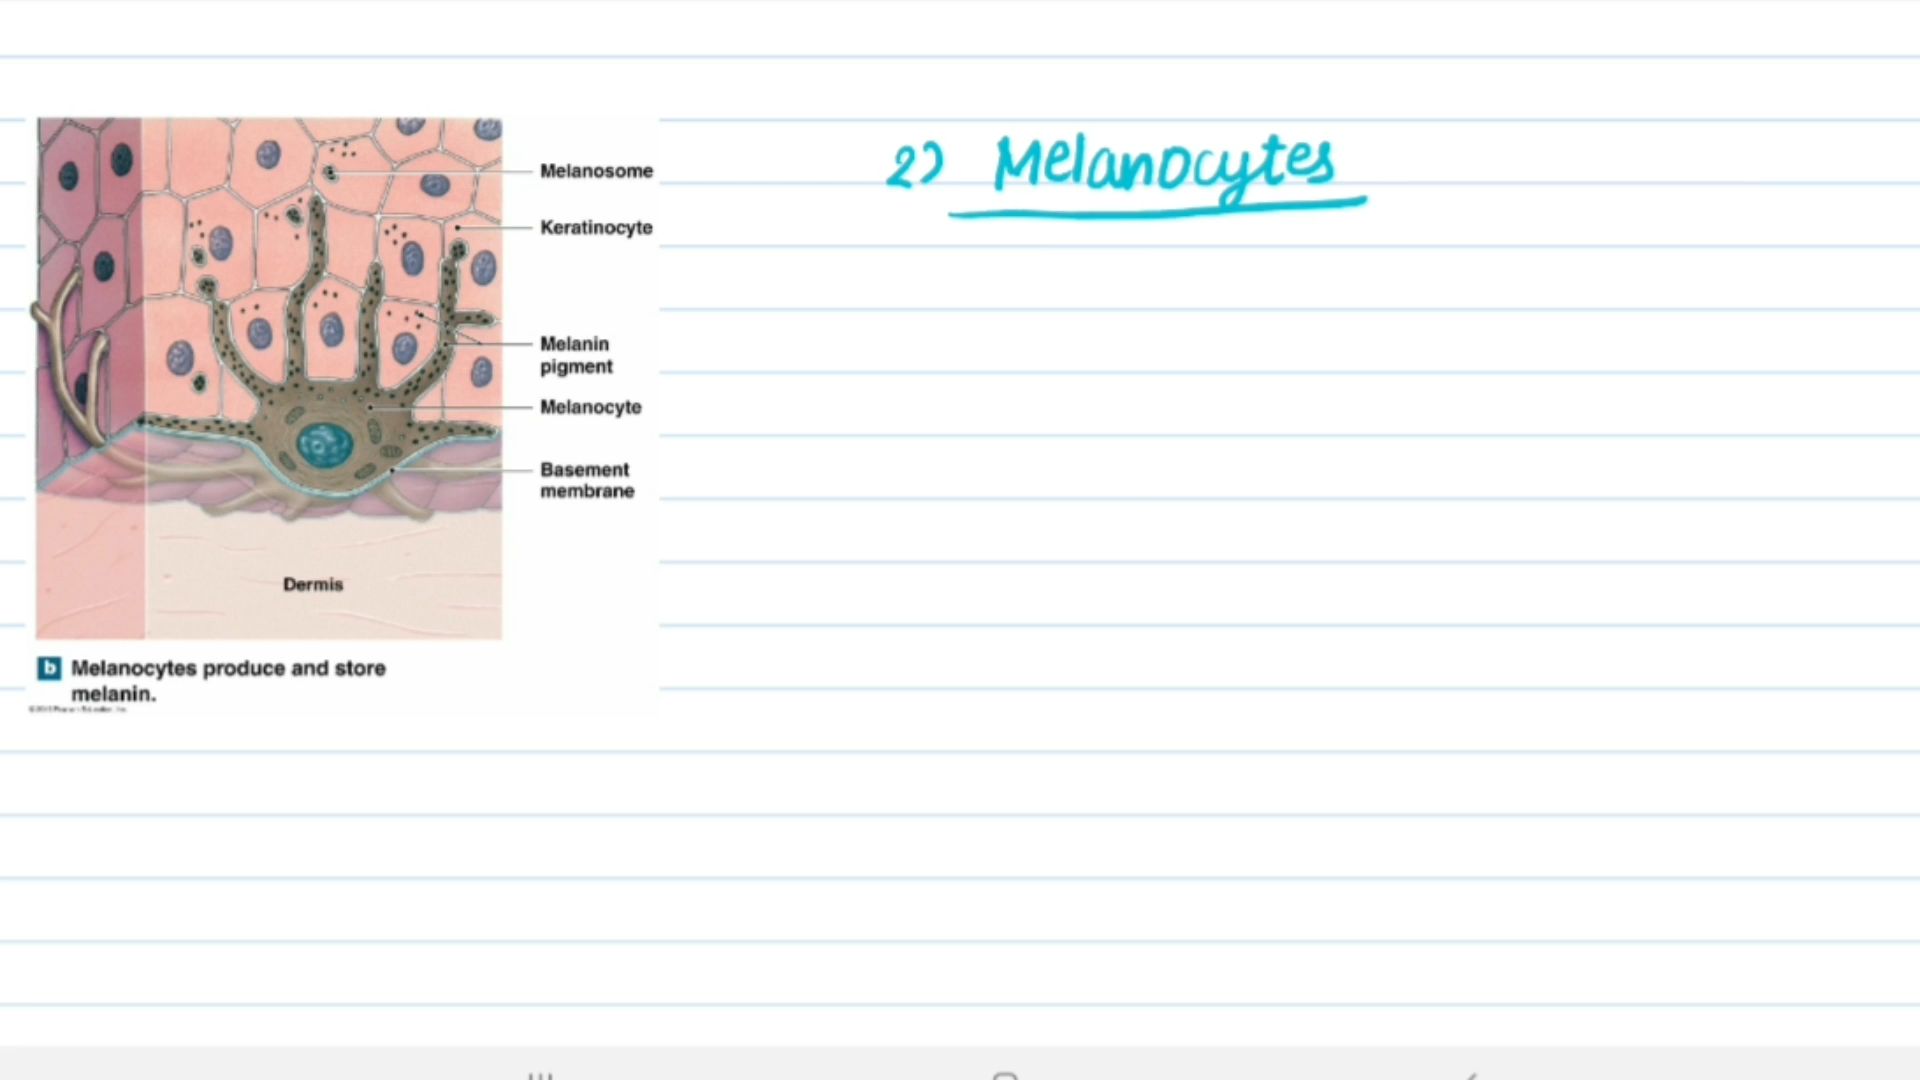 2) Melanocytes
Melanosome
Keratinocyte
Melanin
pigment
Melanocyte
Basement
membrane
Dermis
b Melanocytes produce and store
melanin.